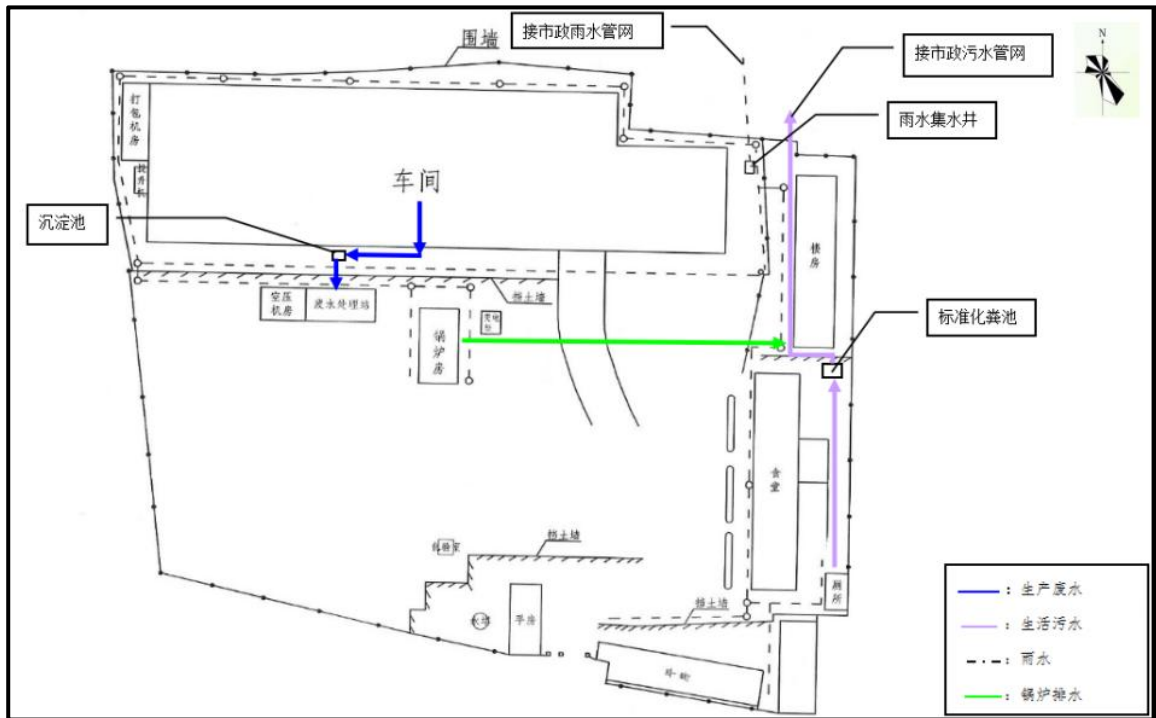 接市政雨水管网
围墙
N
接市政污水管网
雨水集水井
打包机房
车间
沉淀池
楼房
空压
机房
废水处理站
挡土墙
锅炉房
标准化粪池
食堂
挡土墙
厕所
水塔
平房
挡土墙
：生产废水
：生活污水
：雨水
：锅炉排水